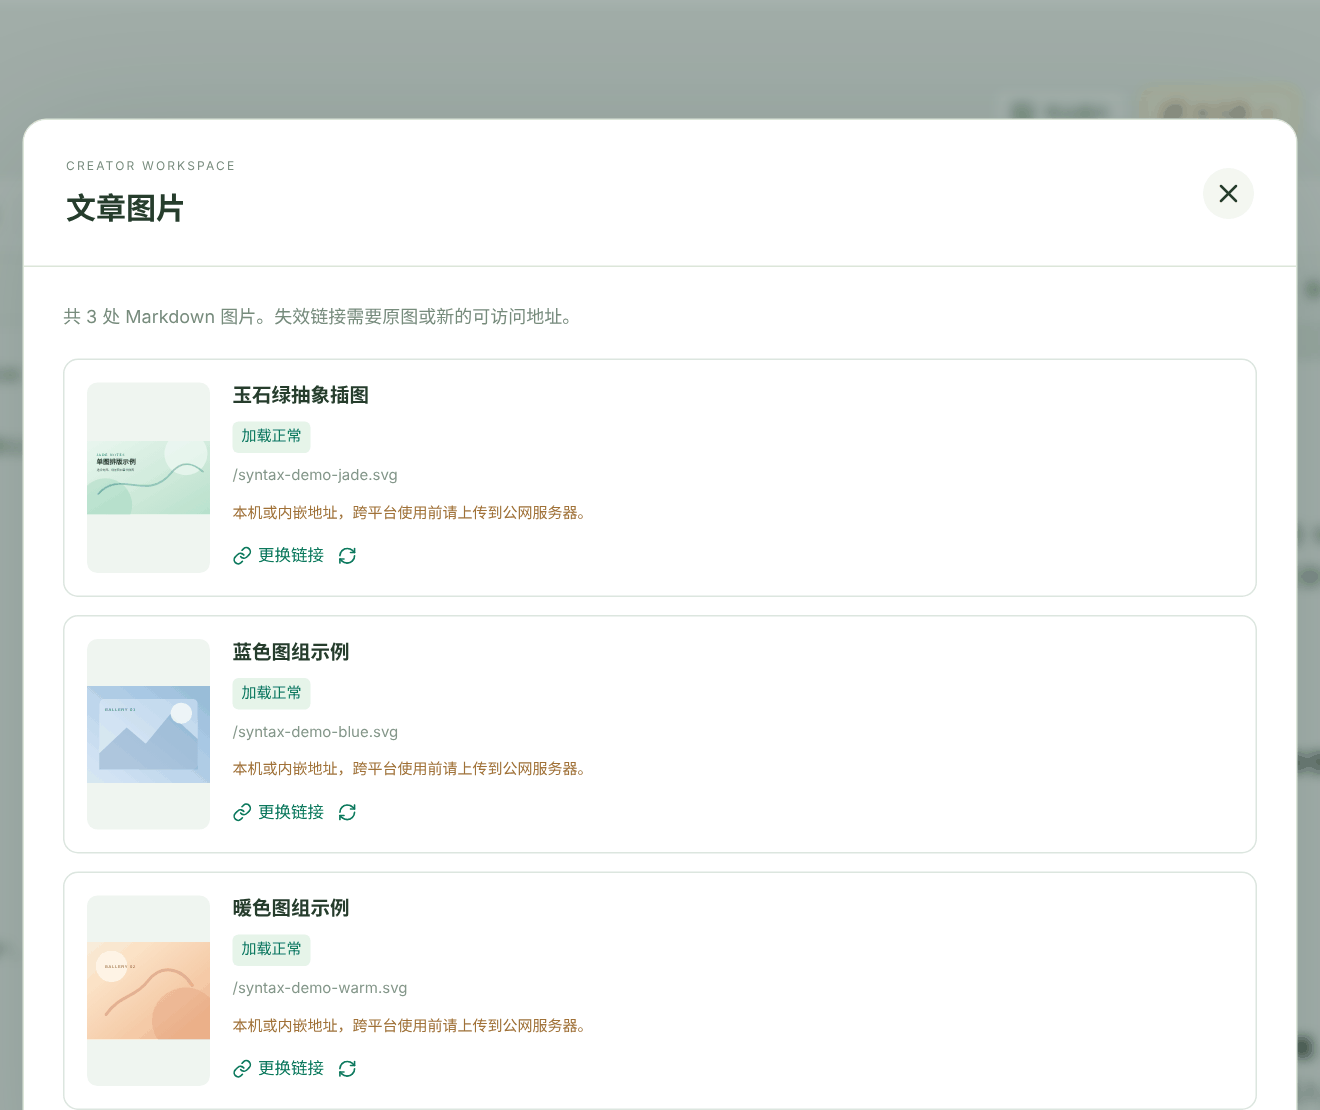 CREATOR WORKSPACE
文章图片
共 3 处 Markdown 图片。失效链接需要原图或新的可访问地址。
玉石绿抽象插图
加载正常
/syntax-demo-jade.svg
本机或内嵌地址，跨平台使用前请上传到公网服务器。
更换链接
单图排版示例
蓝色图组示例
加载正常
/syntax-demo-blue.svg
本机或内嵌地址，跨平台使用前请上传到公网服务器。
更换链接
暖色图组示例
加载正常
/syntax-demo-warm.svg
本机或内嵌地址，跨平台使用前请上传到公网服务器。
更换链接